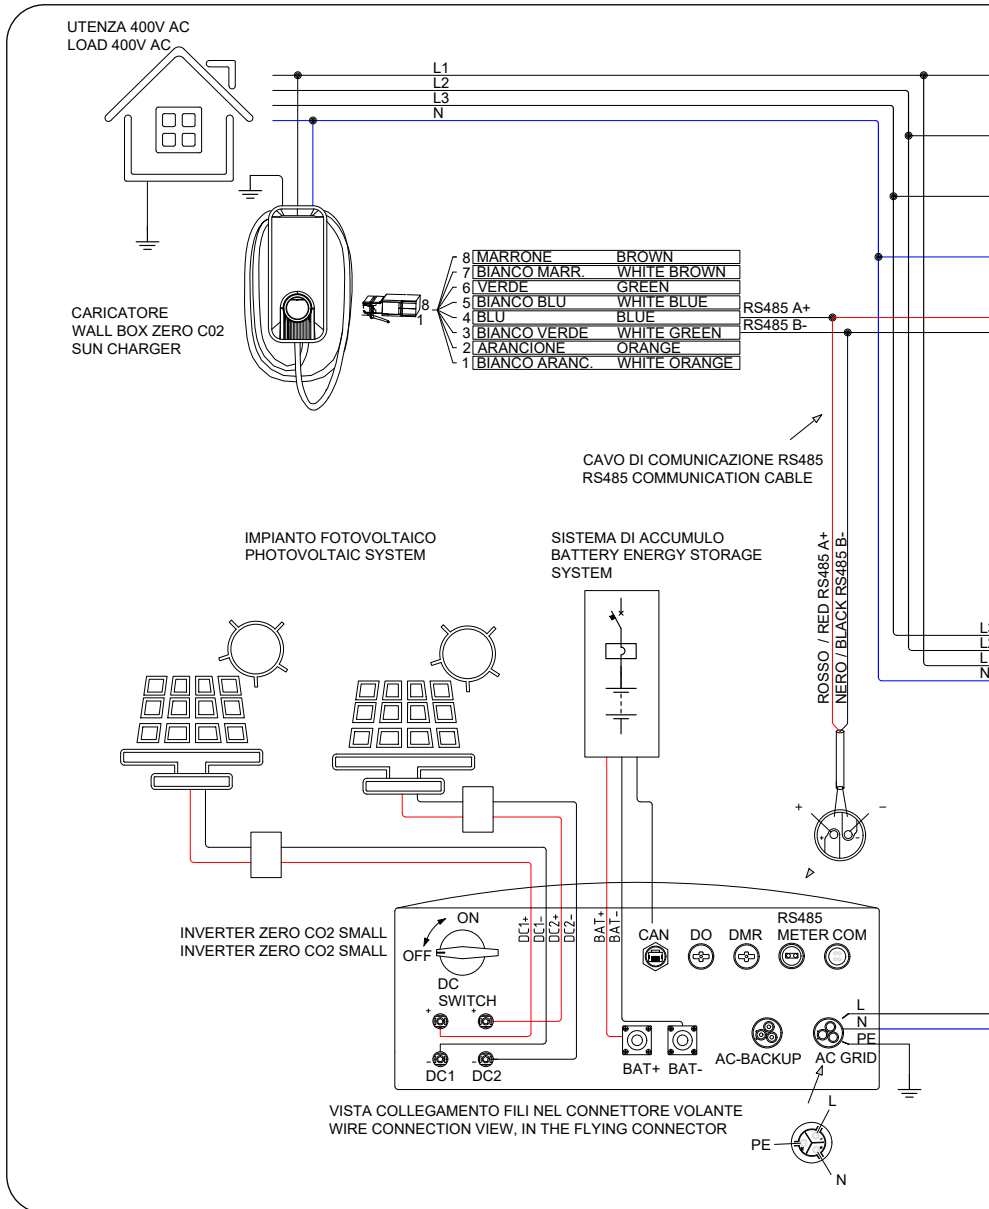 UTENZA 400V AC
LOAD 400V AC
L1
L2
L3
N
8 MARRONE BROWN
7 BIANCO MARR. WHITE BROWN
6 VERDE GREEN
5 BIANCO BLU WHITE BLUE
4 BLU BLUE
3 BIANCO VERDE WHITE GREEN
2 ARANCIONE ORANGE
1 BIANCO ARANC. WHITE ORANGE
8
1
RS485 A+
RS485 B-
CARICATORE
WALL BOX ZERO C02
SUN CHARGER
CAVO DI COMUNICAZIONE RS485
RS485 COMMUNICATION CABLE
IMPIANTO FOTOVOLTAICO
PHOTOVOLTAIC SYSTEM
SISTEMA DI ACCUMULO
BATTERY ENERGY STORAGE
SYSTEM
ROSSO / RED RS485 A+
NERO / BLACK RS485 B-
N
+
-
+
-
INVERTER ZERO CO2 SMALL
INVERTER ZERO CO2 SMALL
ON
OFF
DC
SWITCH
DC1+
DC1-
DC2+
DC2-
BAT+
BAT-
CAN
DO
DMR
RS485
METER
COM
+
+
-
-
DC1
DC2
BAT+
BAT-
AC-BACKUP
AC GRID
L
N
PE
VISTA COLLEGAMENTO FILI NEL CONNETTORE VOLANTE
WIRE CONNECTION VIEW, IN THE FLYING CONNECTOR
L
PE
N